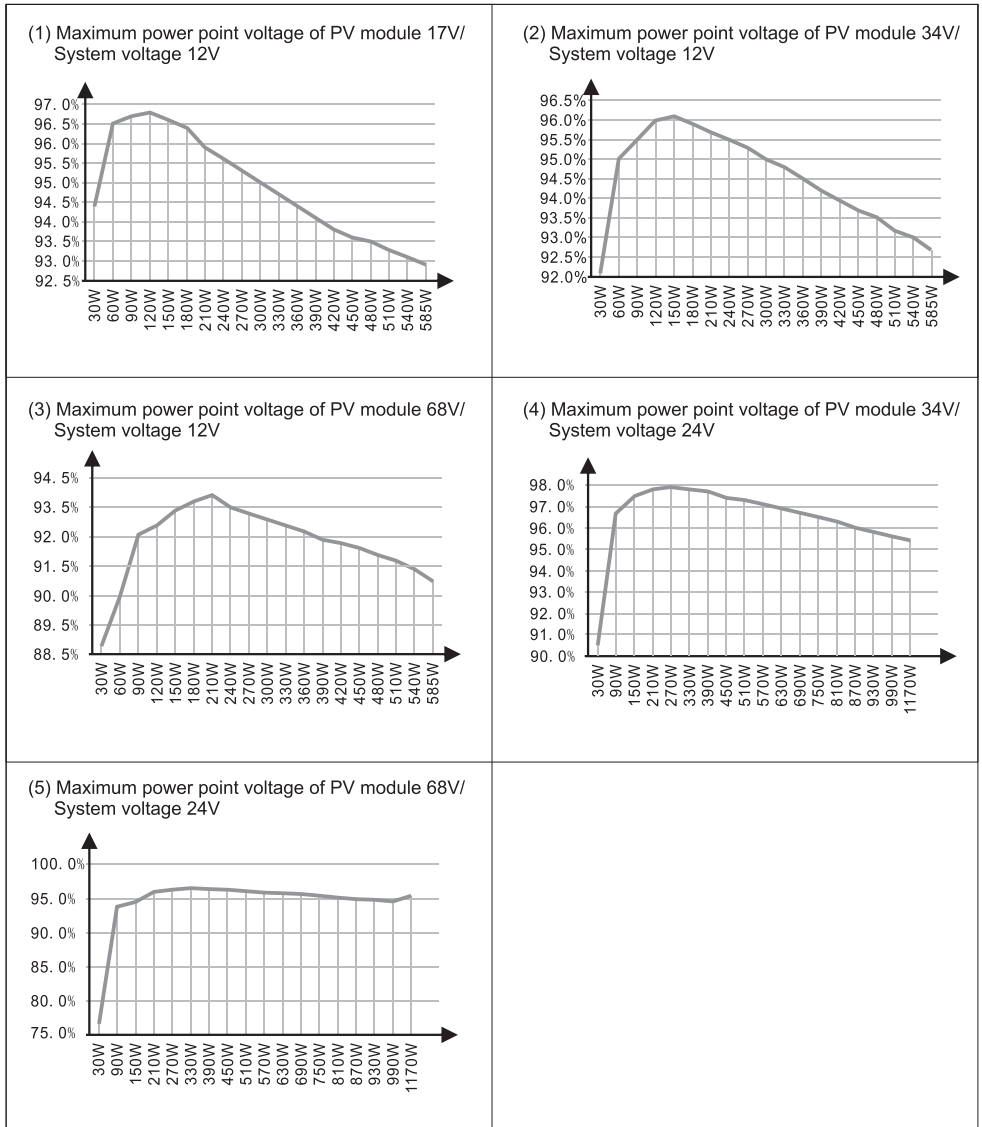 (1) Maximum power point voltage of PV module 17V/
System voltage 12V
97. 0%
96. 5%
96. 0%
95. 5%
95. 0%
94. 5%
94. 0%
93. 5%
93. 0%
92. 5%
30W
60W
90W
120W
150W
180W
210W
240W
270W
300W
330W
360W
390W
420W
450W
480W
510W
540W
585W
(2) Maximum power point voltage of PV module 34V/
System voltage 12V
96.5%
96.0%
95.5%
95.0%
94.5%
94.0%
93.5%
93.0%
92.5%
92.0%
30W
60W
90W
120W
150W
180W
210W
240W
270W
300W
330W
360W
390W
420W
450W
480W
510W
540W
585W
(3) Maximum power point voltage of PV module 68V/
System voltage 12V
94. 5%
93. 5%
92. 0%
91. 5%
90. 0%
89. 5%
88. 5%
30W
60W
90W
120W
150W
180W
210W
240W
270W
300W
330W
360W
390W
420W
450W
480W
510W
540W
585W
(4) Maximum power point voltage of PV module 34V/
System voltage 24V
98. 0%
97. 0%
96. 0%
95. 0%
94. 0%
93. 0%
92. 0%
91. 0%
90. 0%
30W
90W
150W
210W
270W
330W
390W
450W
510W
570W
630W
690W
750W
810W
870W
930W
990W
1170W
(5) Maximum power point voltage of PV module 68V/
System voltage 24V
100. 0%
95. 0%
90. 0%
85. 0%
80. 0%
75. 0%
30W
90W
150W
210W
270W
330W
390W
450W
510W
570W
630W
690W
750W
810W
870W
930W
990W
1170W